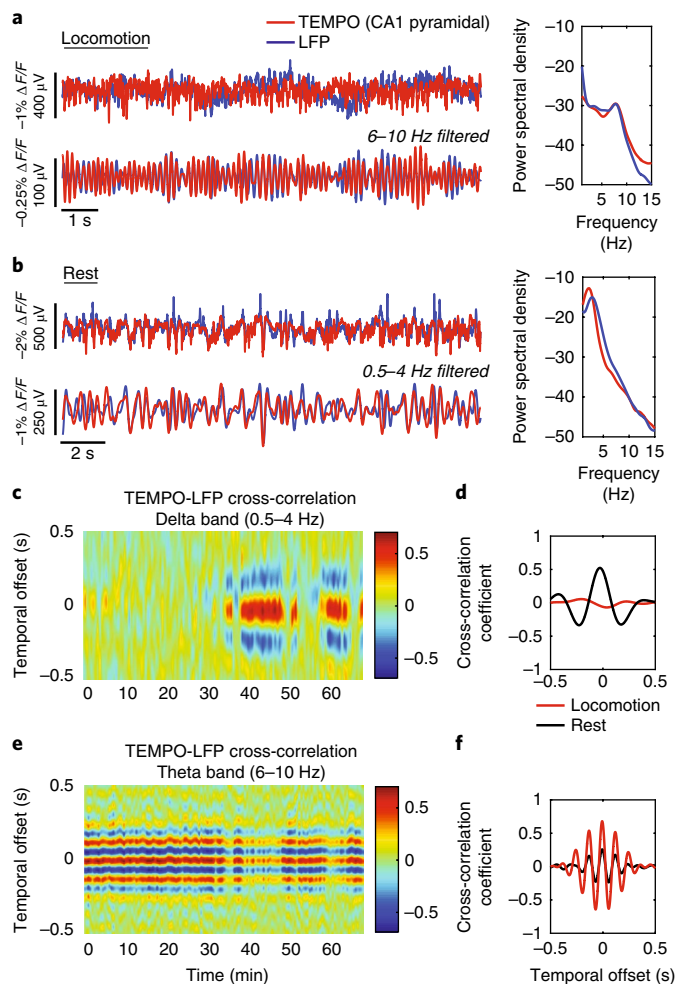 a
Locomotion
TEMPO (CA1 pyramidal)
LFP
−1% ΔF/F
400 µV
6–10 Hz filtered
−0.25% ΔF/F
100 µV
1 s
Power spectral density
−20
−30
−40
−50
5 15
Frequency
(Hz)
b
Rest
−2% ΔF/F
500 µV
0.5–4 Hz filtered
−1% ΔF/F
250 µV
2 s
Power spectral density
−10
−20
−30
−40
−50
5 15
Frequency
(Hz)
c
TEMPO-LFP cross-correlation
Delta band (0.5–4 Hz)
Temporal offset (s)
0.5
0
−0.5
0 10 20 30 40 50 60
0.5
0
−0.5
d
Cross-correlation
coefficient
1
0.5
0
−0.5
−1
−0.5 0 0.5
Locomotion
Rest
e
TEMPO-LFP cross-correlation
Theta band (6–10 Hz)
Temporal offset (s)
0.5
0
−0.5
0 10 20 30 40 50 60
Time (min)
0.5
0
−0.5
f
Cross-correlation
coefficient
1
0.5
0
−0.5
−1
−0.5 0 0.5
Temporal offset (s)